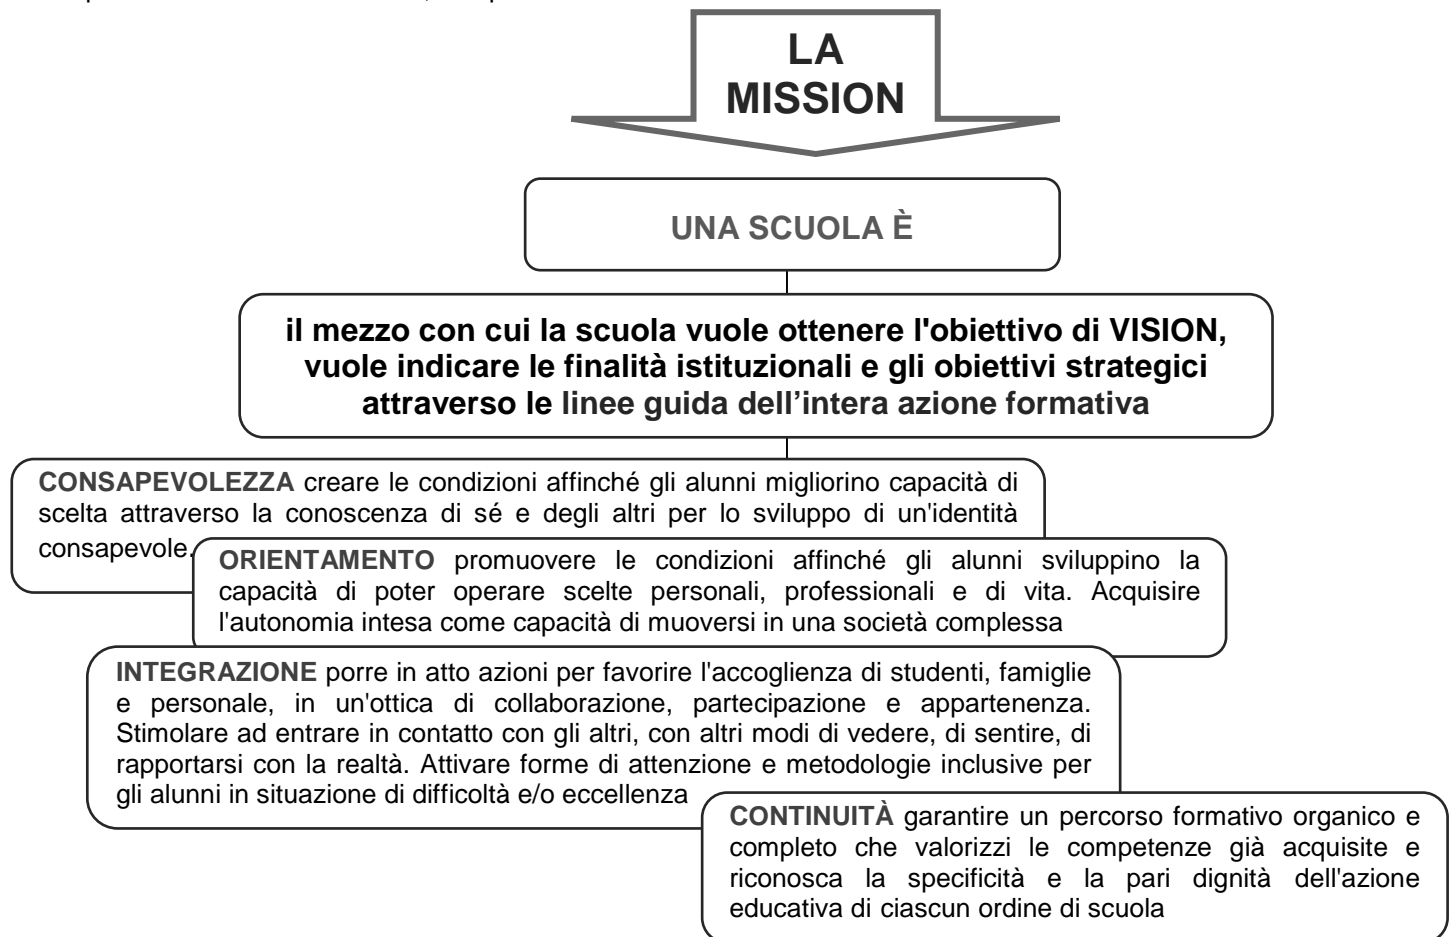 LA
MISSION
UNA SCUOLA È
il mezzo con cui la scuola vuole ottenere l'obiettivo di VISION,
vuole indicare le finalità istituzionali e gli obiettivi strategici
attraverso le linee guida dell’intera azione formativa
CONSAPEVOLEZZA creare le condizioni affinché gli alunni migliorino capacità di
scelta attraverso la conoscenza di sé e degli altri per lo sviluppo di un'identità
consapevole.
ORIENTAMENTO promuovere le condizioni affinché gli alunni sviluppino la
capacità di poter operare scelte personali, professionali e di vita. Acquisire
l'autonomia intesa come capacità di muoversi in una società complessa
INTEGRAZIONE porre in atto azioni per favorire l'accoglienza di studenti, famiglie
e personale, in un'ottica di collaborazione, partecipazione e appartenenza.
Stimolare ad entrare in contatto con gli altri, con altri modi di vedere, di sentire, di
rapportarsi con la realtà. Attivare forme di attenzione e metodologie inclusive per
gli alunni in situazione di difficoltà e/o eccellenza
CONTINUITÀ garantire un percorso formativo organico e
completo che valorizzi le competenze già acquisite e
riconosca la specificità e la pari dignità dell'azione
educativa di ciascun ordine di scuola